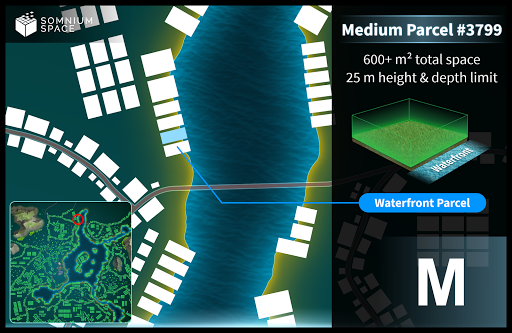 SOMNIUM
SPACE
Medium Parcel #3799
600+ m² total space
25 m height & depth limit
Waterfront
Waterfront Parcel
M